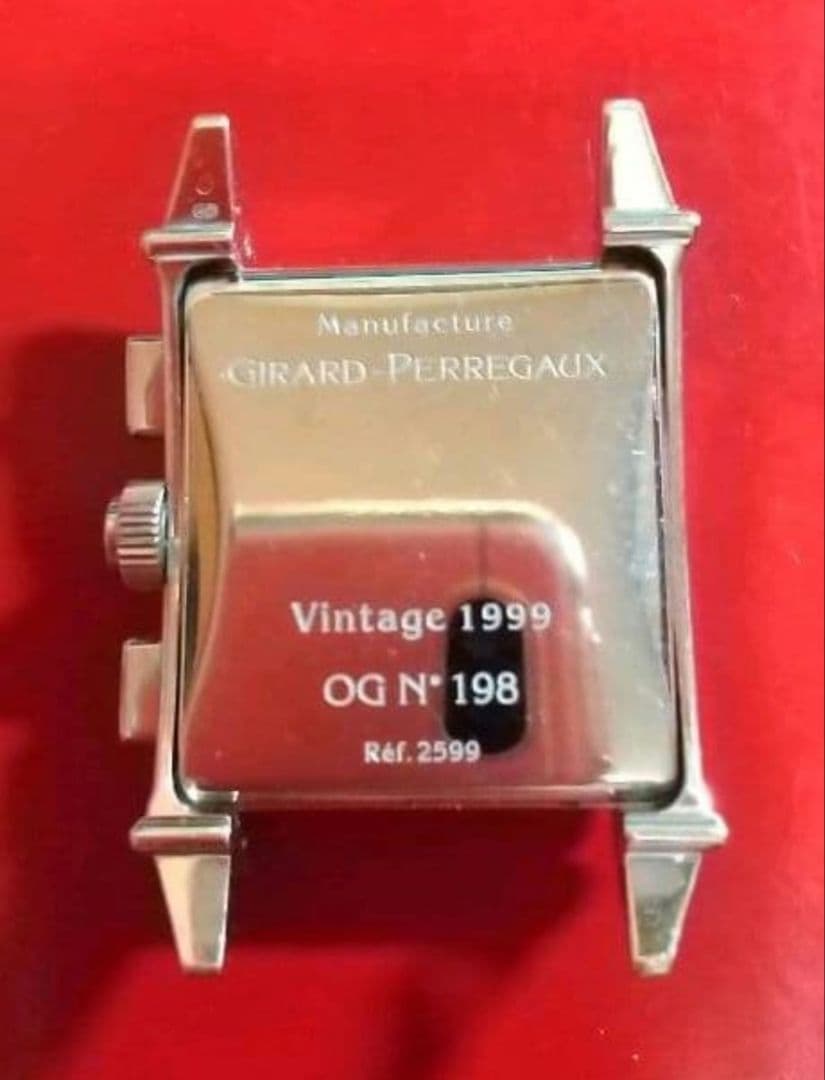 Manufacture
GIRARD-PERREGAUX
Vintage 1999
OG N° 198
Réf. 2599